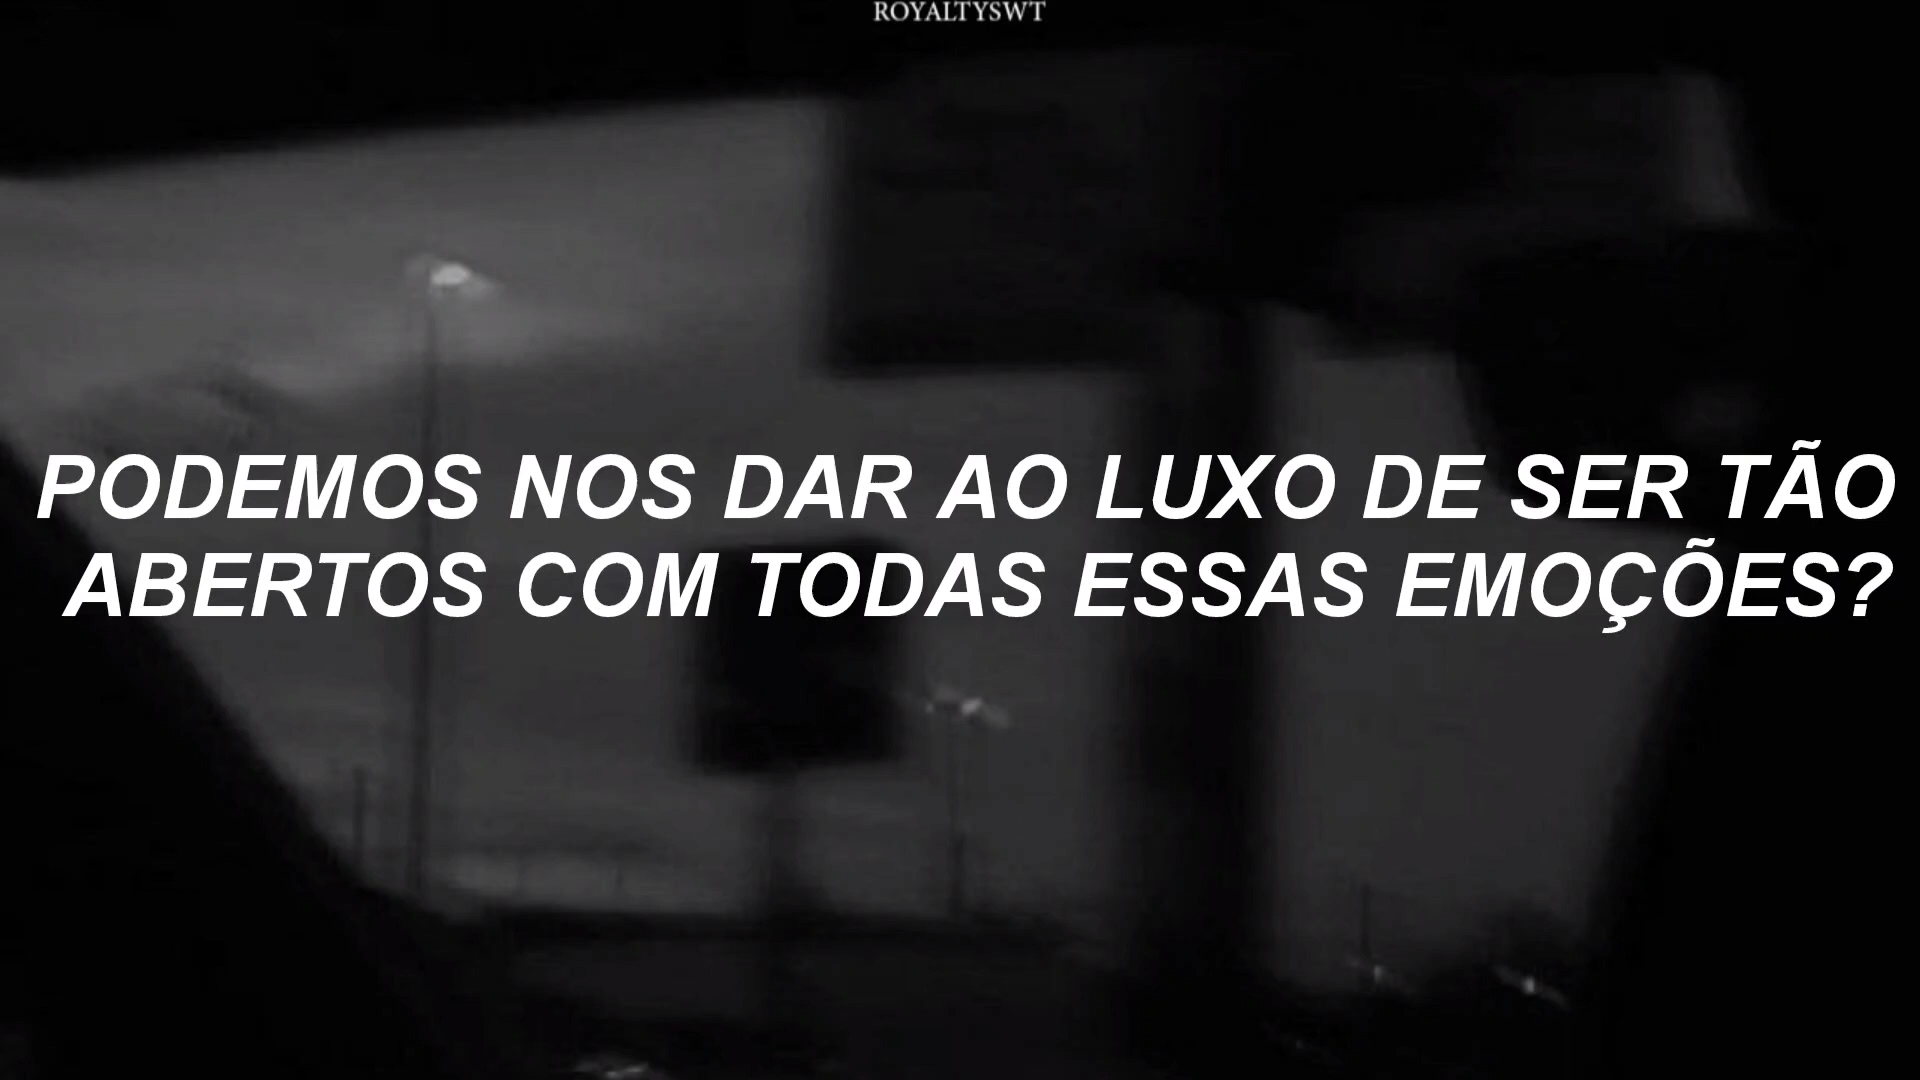 ROYALTYSWT
PODEMOS NOS DAR AO LUXO DE SER TÃO
ABERTOS COM TODAS ESSAS EMOÇÕES?